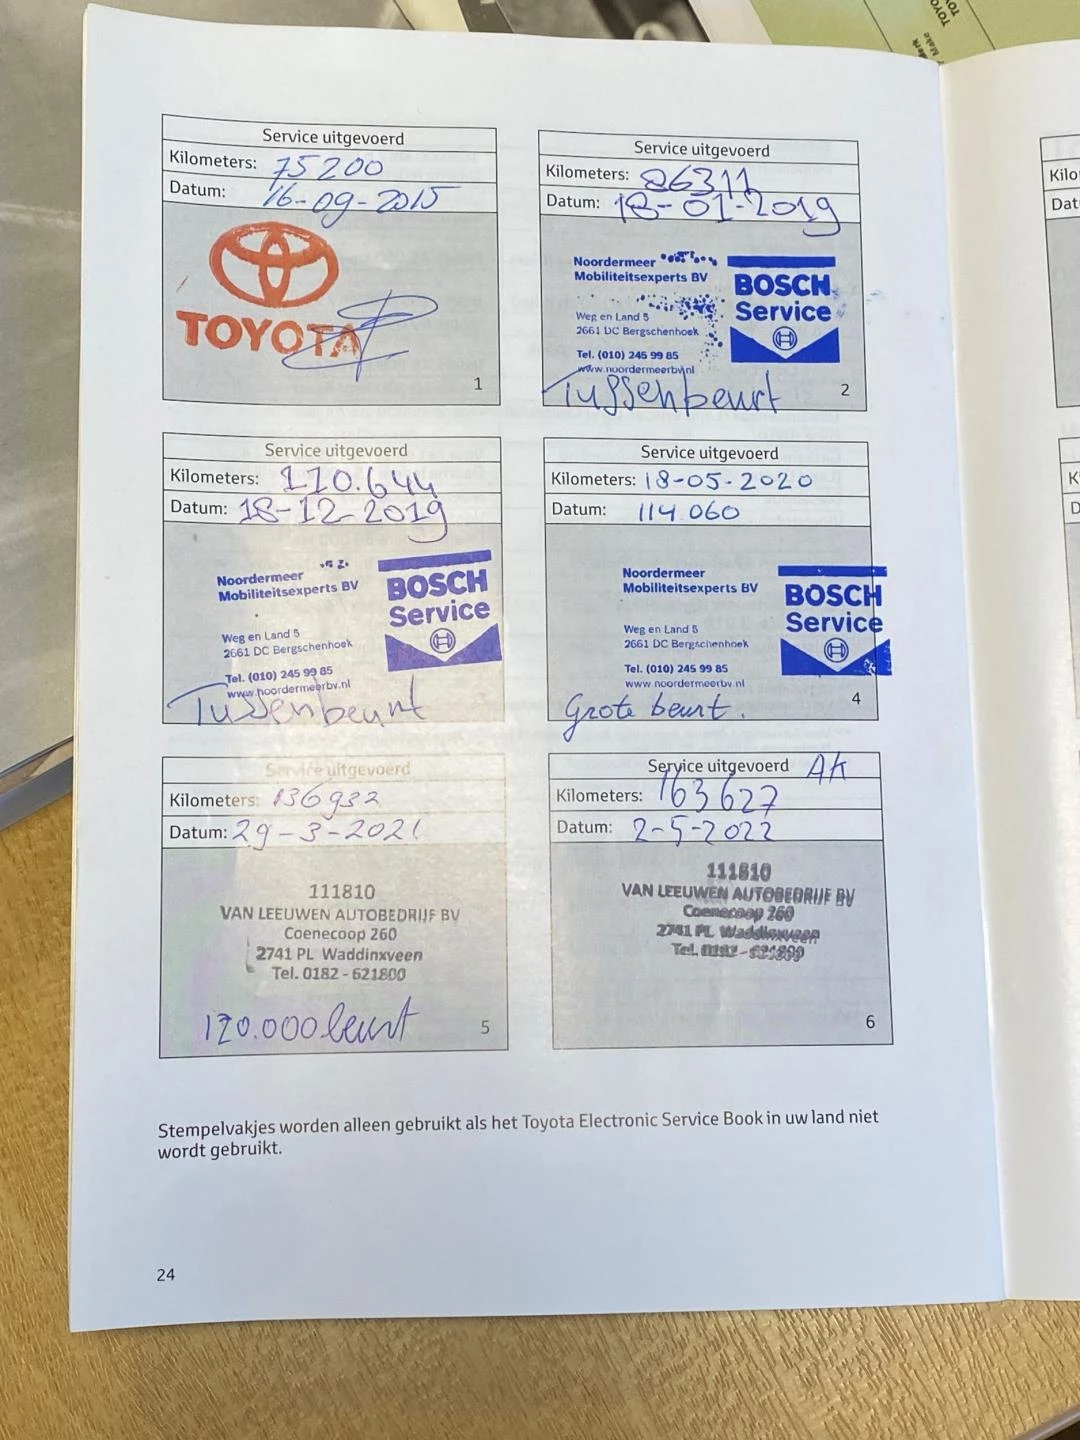 Service uitgevoerd
Kilometers: 75200
Datum: 16-09-2015
TOYOTA
1
Service uitgevoerd
Kilometers: 86311
Datum: 18-01-2019
Noordermeer
Mobiliteitsexperts BV
Weg en Land 5
2661 DC Bergschenhoek
Tel. (010) 245 99 85
www.noordermeerbv.nl
BOSCH
Service
Tussenbeurt
2
Service uitgevoerd
Kilometers: 110.644
Datum: 18-12-2019
Noordermeer
Mobiliteitsexperts BV
Weg en Land 5
2661 DC Bergschenhoek
Tel. (010) 245 99 85
www.noordermeerbv.nl
BOSCH
Service
Tussenbeurt
Service uitgevoerd
Kilometers: 18-05-2020
Datum: 114.060
Noordermeer
Mobiliteitsexperts BV
Weg en Land 5
2661 DC Bergschenhoek
Tel. (010) 245 99 85
www.noordermeerbv.nl
BOSCH
Service
Grote beurt.
4
Service uitgevoerd
Kilometers: 136932
Datum: 29-3-2021
111810
VAN LEEUWEN AUTOBEDRIJF BV
Coenecoop 260
2741 PL Waddinxveen
Tel. 0182 - 621800
120.000 beurt
5
Service uitgevoerd AK
Kilometers: 163627
Datum: 2-5-2022
111810
VAN LEEUWEN AUTOBEDRIJF BV
Coenecoop 260
2741 PL Waddinxveen
Tel. 0182 - 621800
6
Stempelvakjes worden alleen gebruikt als het Toyota Electronic Service Book in uw land niet
wordt gebruikt.
24